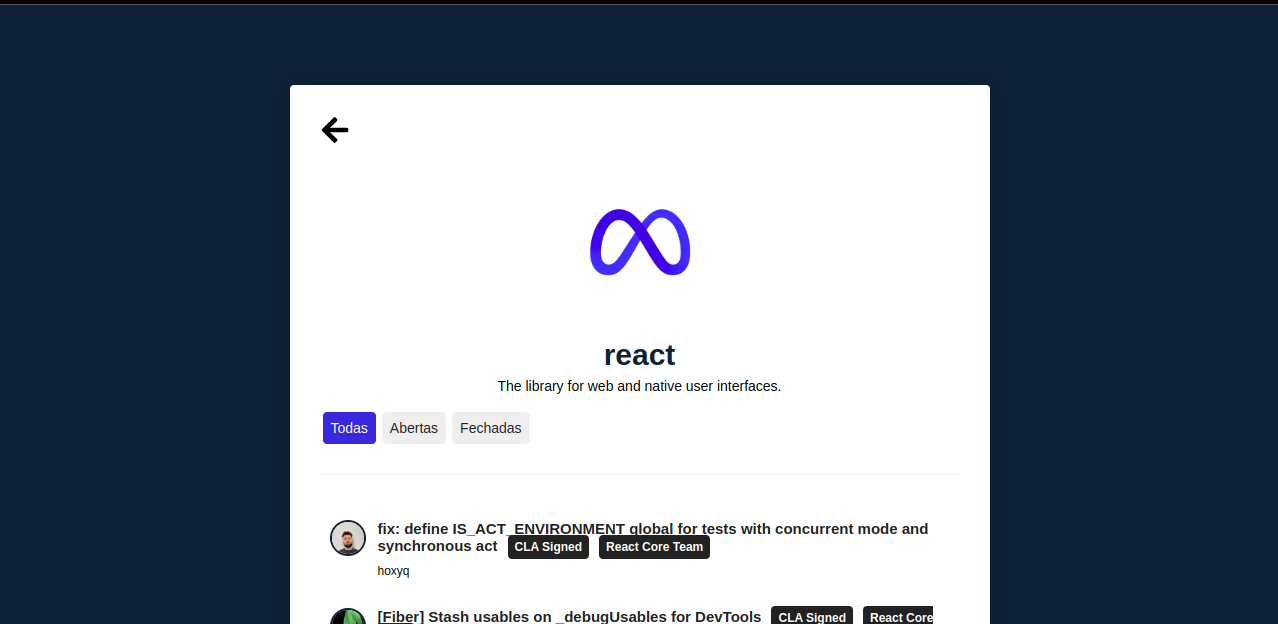 react
The library for web and native user interfaces.
Todas Abertas Fechadas
fix: define IS_ACT_ENVIRONMENT global for tests with concurrent mode and
synchronous act CLA Signed React Core Team
hoxyq
[Fiber] Stash usables on _debugUsables for DevTools CLA Signed React Core